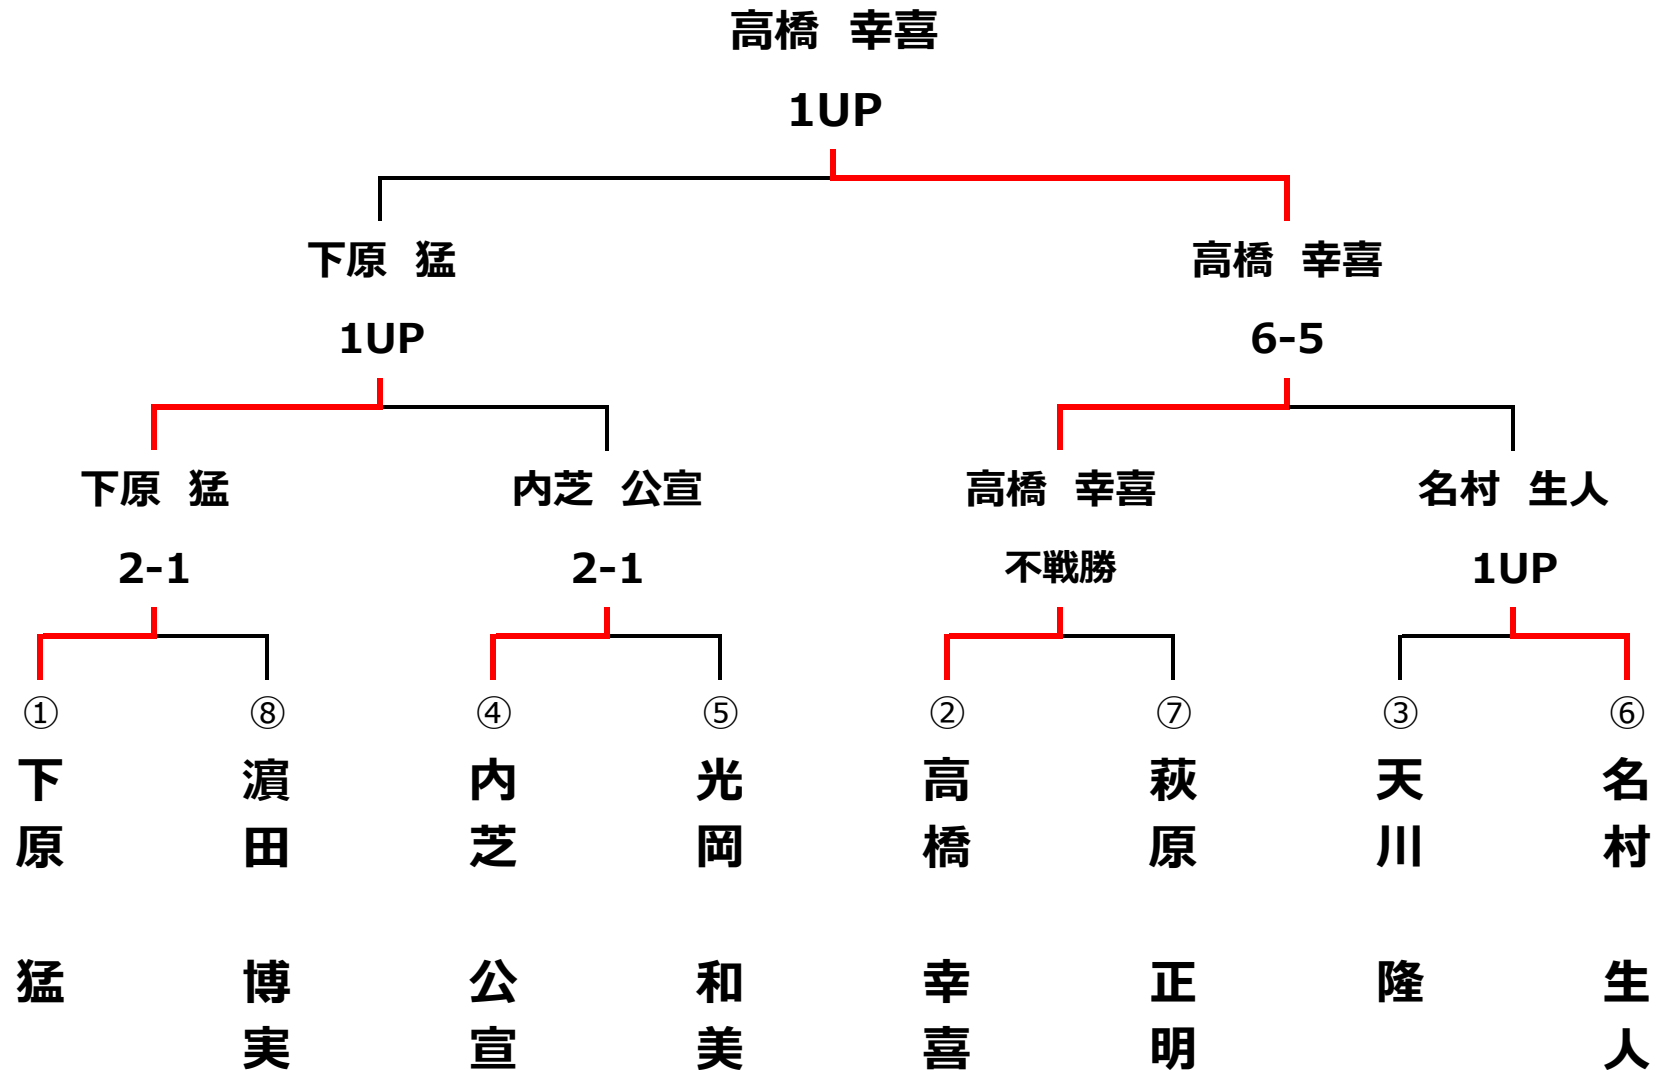 高橋　幸喜
1UP
下原　猛
高橋　幸喜
1UP
6-5
下原　猛
内芝　公宣
高橋　幸喜
名村　生人
2-1
2-1
不戦勝
1UP
①
⑧
④
⑤
②
⑦
③
⑥
下原　猛
濵田　博実
内芝　公宣
光岡　和美
高橋　幸喜
萩原　正明
天川　隆
名村　生人